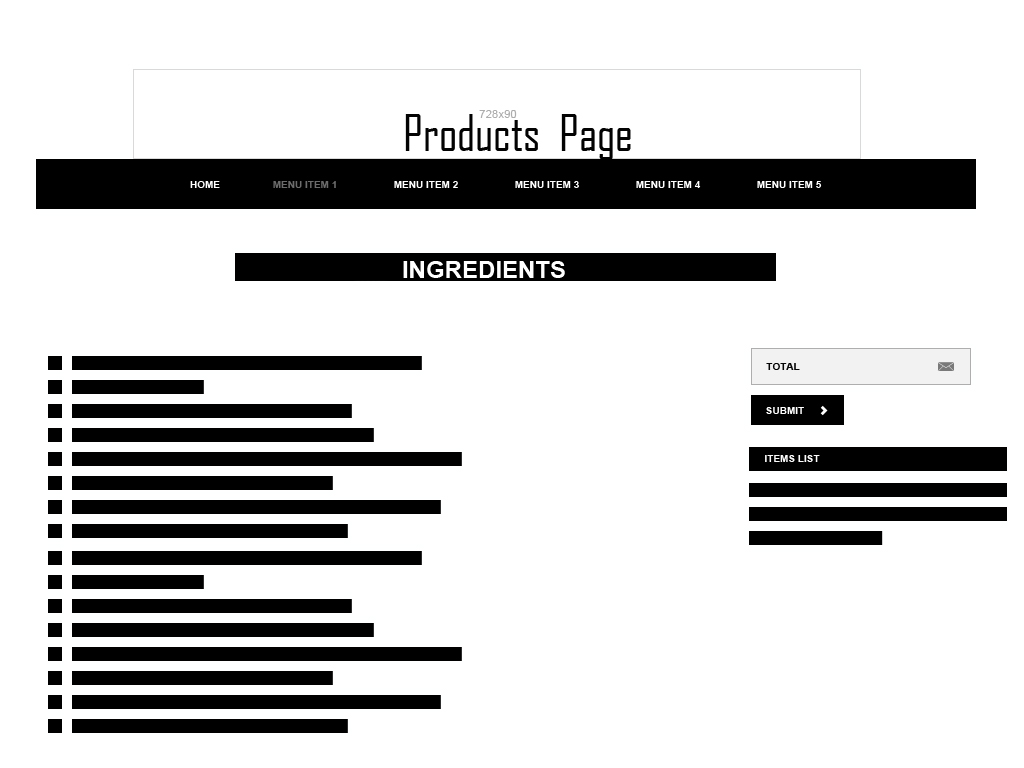 728x90
Products Page
HOME MENU ITEM 1 MENU ITEM 2 MENU ITEM 3 MENU ITEM 4 MENU ITEM 5
INGREDIENTS
TOTAL
SUBMIT
ITEMS LIST